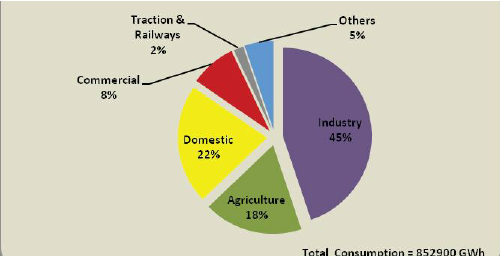 Traction &
Railways
2%
Others
5%
Commercial
8%
Industry
45%
Domestic
22%
Agriculture
18%
Total Consumption = 852900 GWh